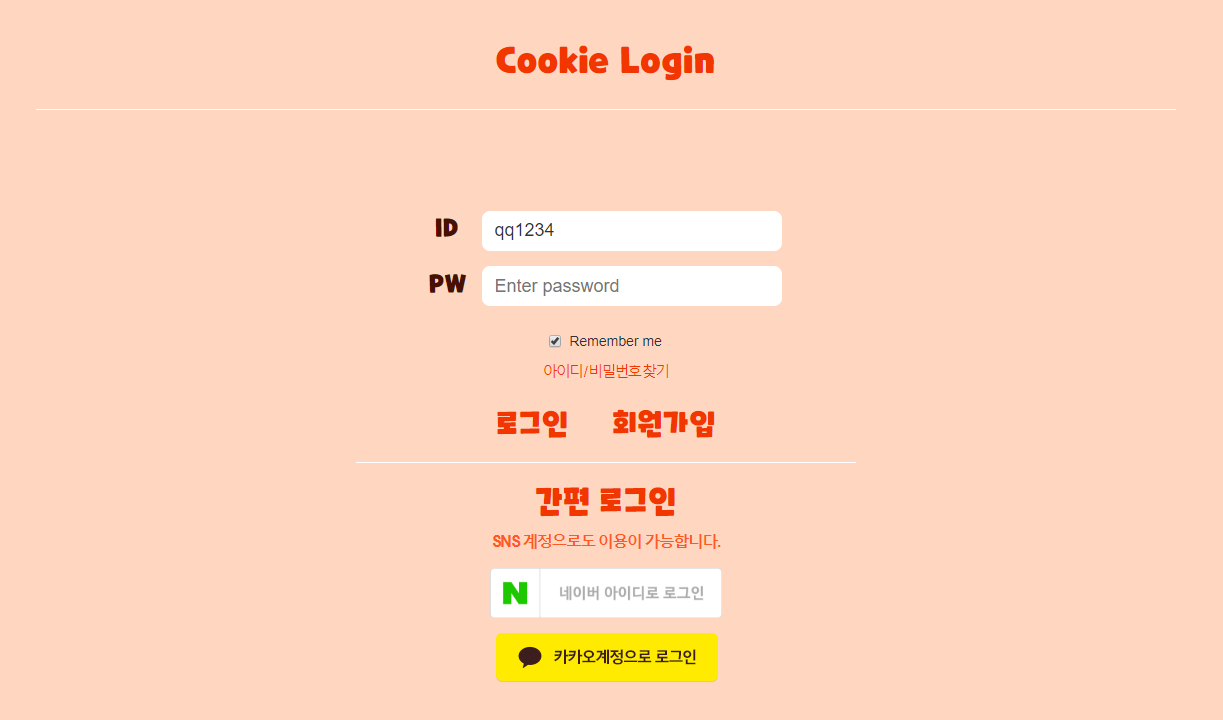 Cookie Login
ID qq1234
PW Enter password
Remember me
아이디/비밀번호찾기
로그인 회원가입
간편 로그인
SNS 계정으로도 이용이 가능합니다.
N 네이버 아이디로 로그인
카카오계정으로 로그인